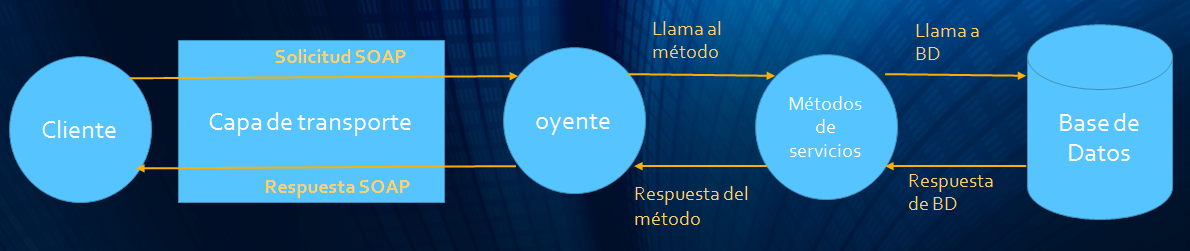 Cliente
Solicitud SOAP
Capa de transporte
Respuesta SOAP
oyente
Llama al
método
Respuesta del
método
Métodos
de
servicios
Llama a
BD
Respuesta
de BD
Base de
Datos